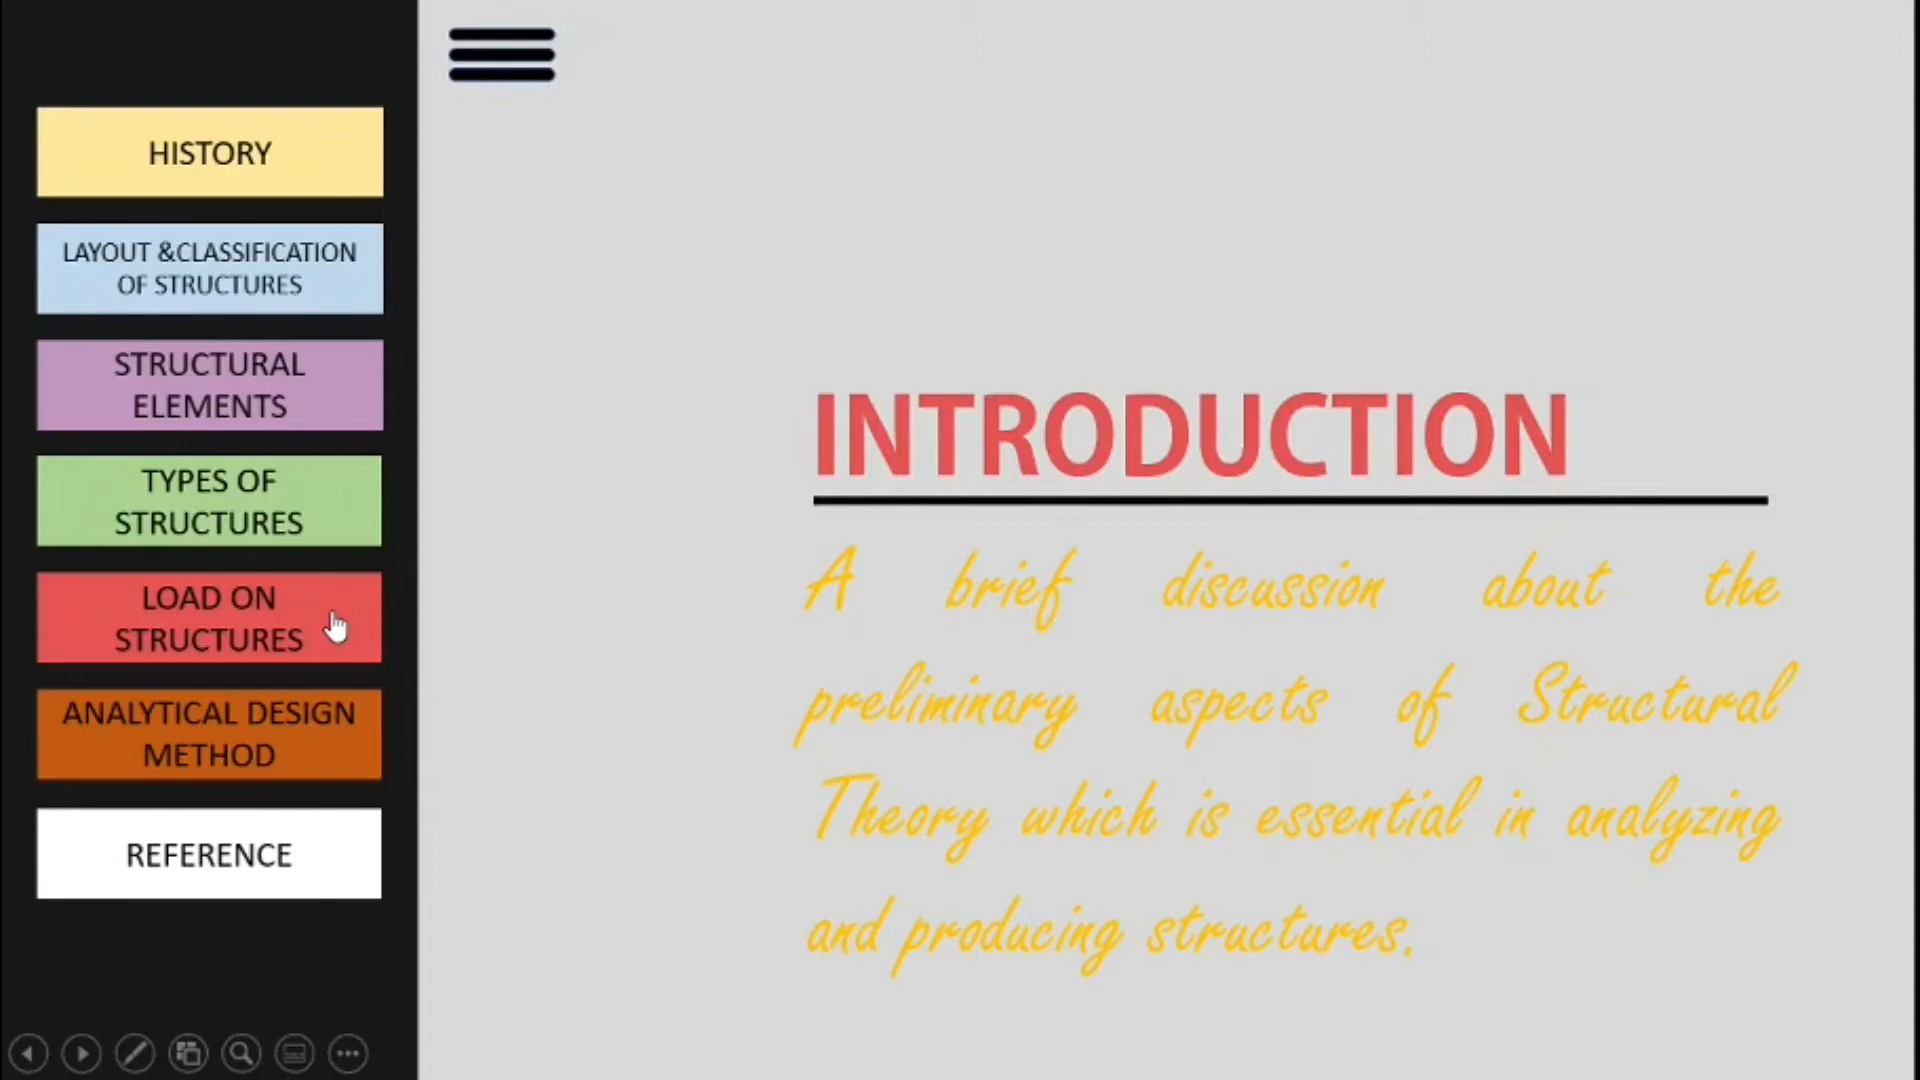 HISTORY
LAYOUT &CLASSIFICATION
OF STRUCTURES
STRUCTURAL
ELEMENTS
TYPES OF
STRUCTURES
LOAD ON
STRUCTURES
ANALYTICAL DESIGN
METHOD
REFERENCE
INTRODUCTION
A brief discussion about the
preliminary aspects of Structural
Theory which is essential in analyzing
and producing structures.